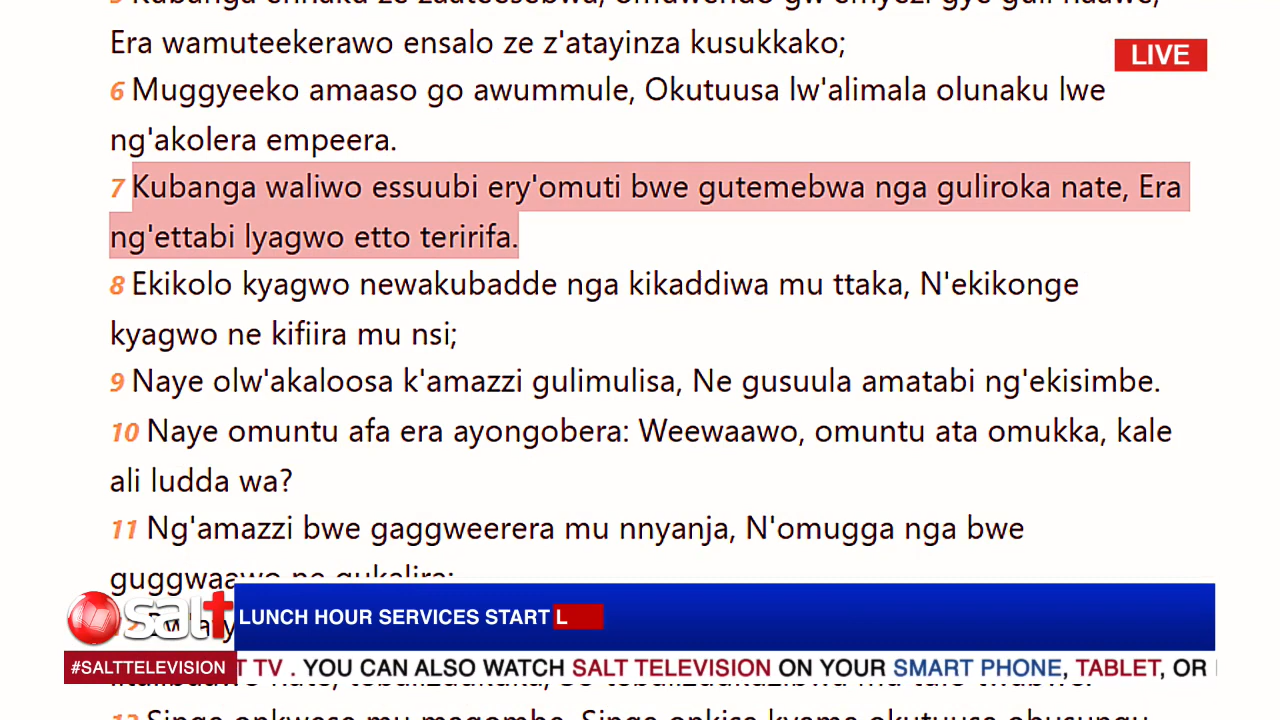 Era wamuteekerawo ensalo ze z'atayinza kusukkako;
LIVE
6 Muggyeeko amaaso go awummule, Okutuusa lw'alimala olunaku lwe
ng'akolera empeera.
7 Kubanga waliwo essuubi ery'omuti bwe gutemebwa nga guliroka nate, Era
ng'ettabi lyagwo etto teririfa.
8 Ekikolo kyagwo newakubadde nga kikaddiwa mu ttaka, N'ekikonge
kyagwo ne kifiira mu nsi;
9 Naye olw'akaloosa k'amazzi gulimulisa, Ne gusuula amatabi ng'ekisimbe.
10 Naye omuntu afa era ayongobera: Weewaawo, omuntu ata omukka, kale
ali ludda wa?
11 Ng'amazzi bwe gaggweerera mu nnyanja, N'omugga nga bwe
guggwaawo ne gukalira;
salt
LUNCH HOUR SERVICES START L
#SALTTELEVISION
T TV . YOU CAN ALSO WATCH SALT TELEVISION ON YOUR SMART PHONE, TABLET, OR